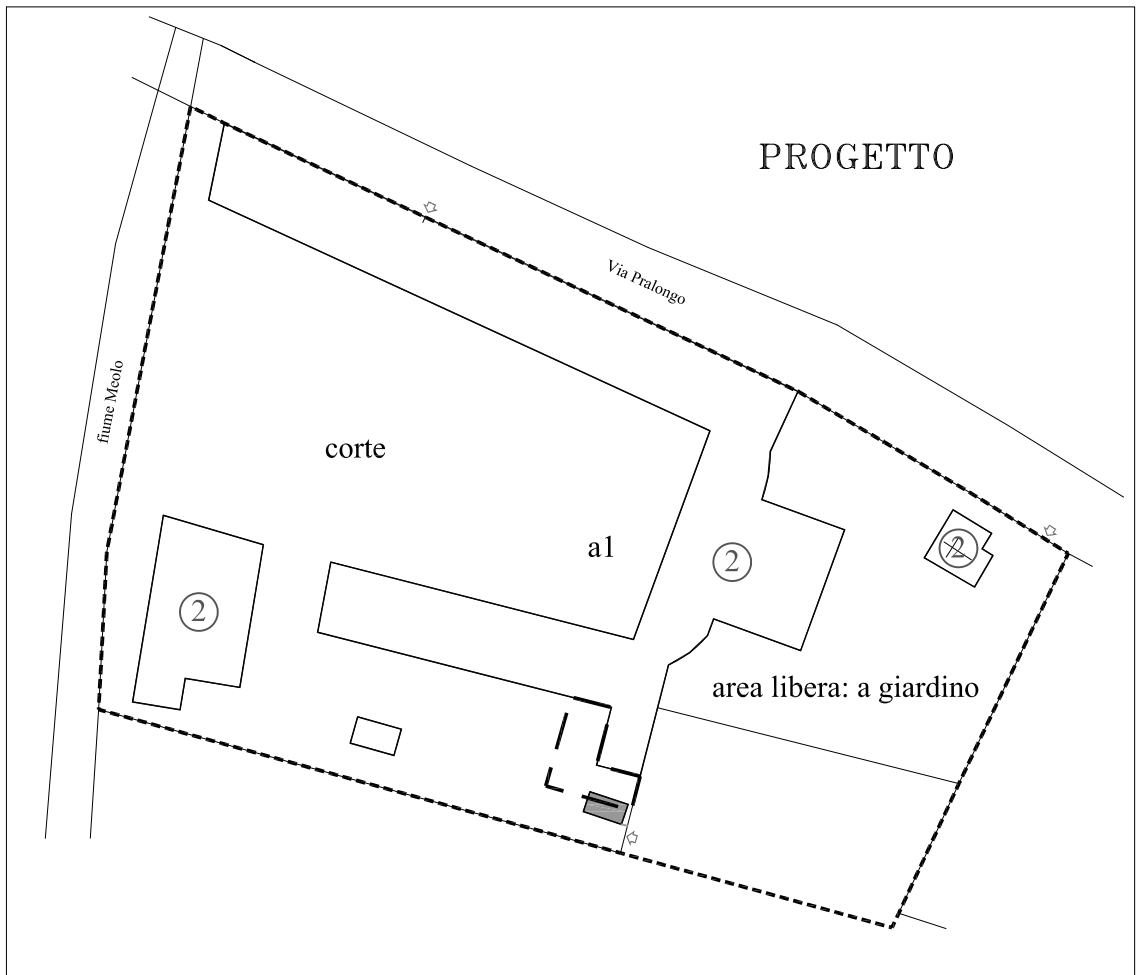 PROGETTO
Via Pralongo
fiume Meolo
corte
a1
2
2
2
area libera: a giardino